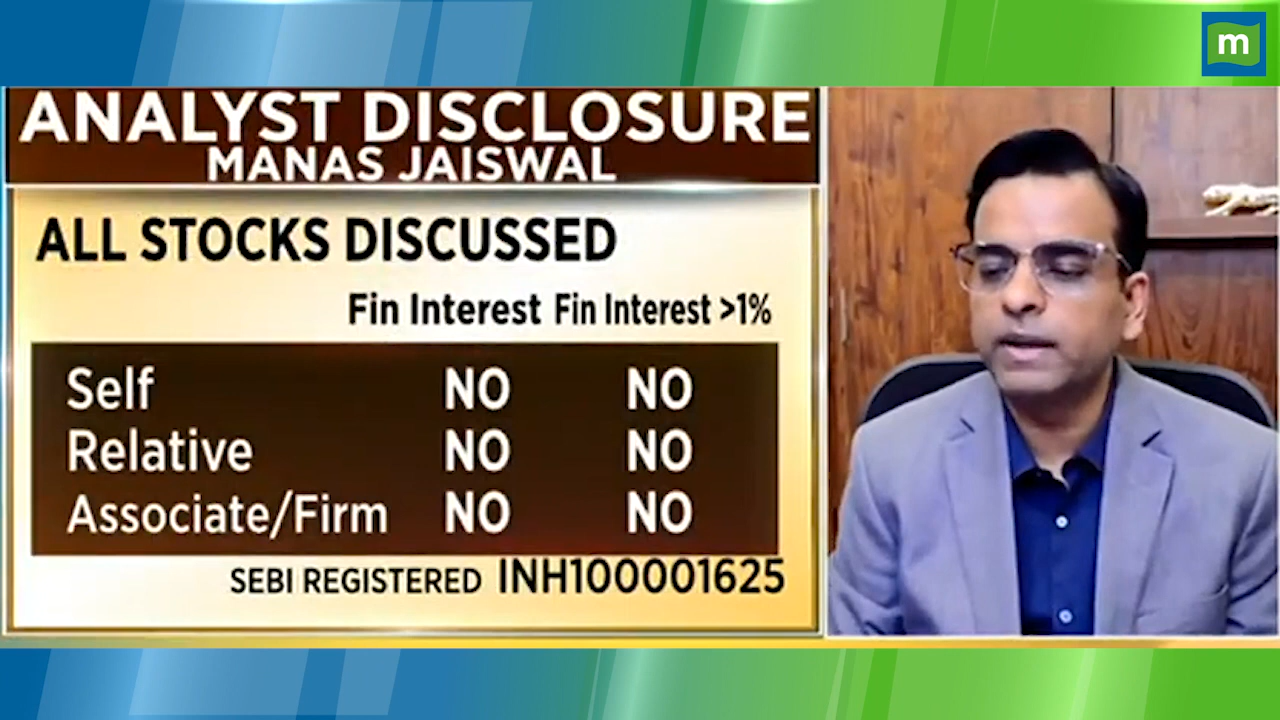 m
ANALYST DISCLOSURE
MANAS JAISWAL
ALL STOCKS DISCUSSED
Fin Interest Fin Interest >1%
Self NO NO
Relative NO NO
Associate/Firm NO NO
SEBI REGISTERED INH100001625